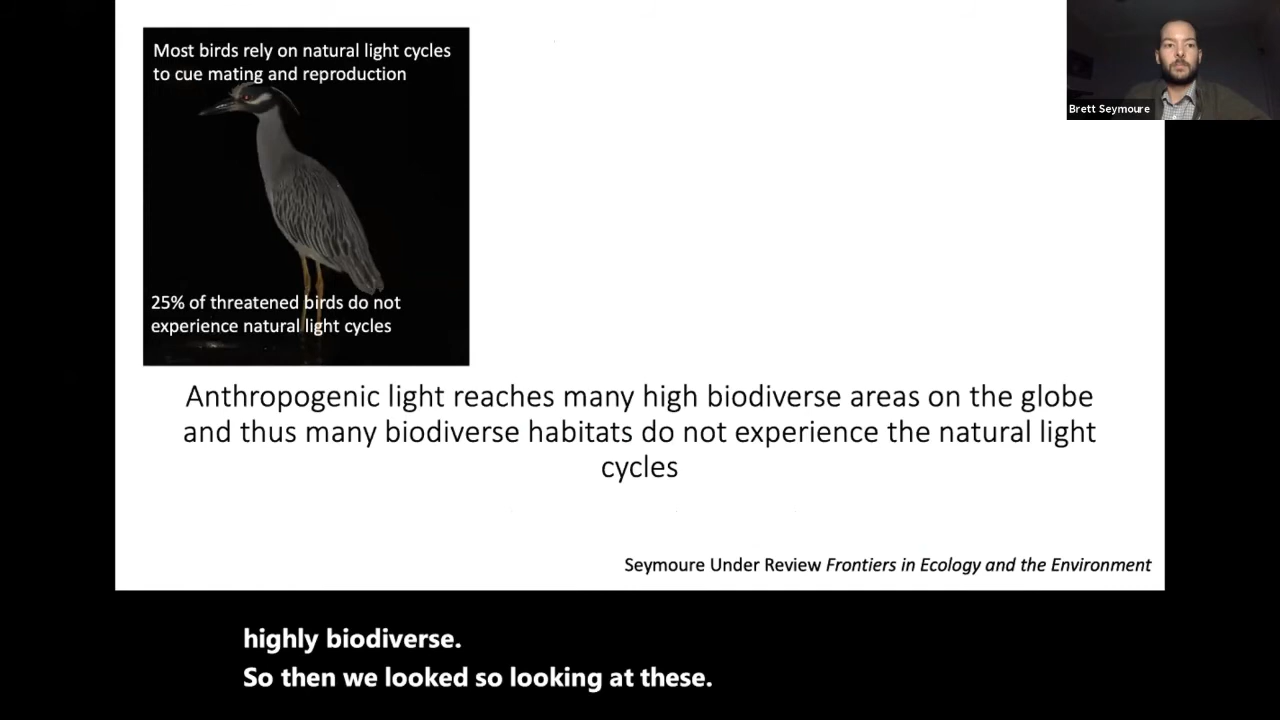 Most birds rely on natural light cycles
to cue mating and reproduction
Brett Seymoure
25% of threatened birds do not
experience natural light cycles
Anthropogenic light reaches many high biodiverse areas on the globe
and thus many biodiverse habitats do not experience the natural light
cycles
Seymoure Under Review Frontiers in Ecology and the Environment
highly biodiverse.
So then we looked so looking at these.